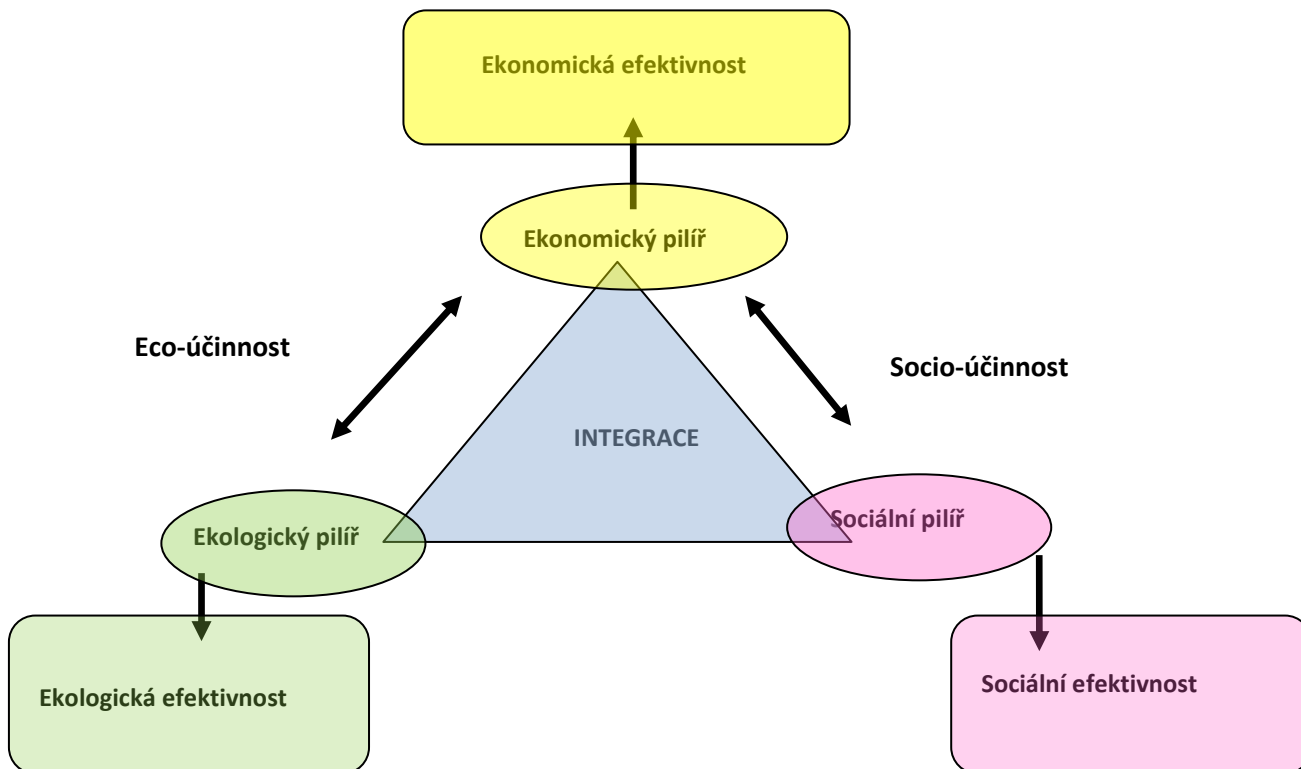 Ekonomická efektivnost
Ekonomický pilíř
Eco-účinnost
Socio-účinnost
INTEGRACE
Ekologický pilíř
Sociální pilíř
Ekologická efektivnost
Sociální efektivnost